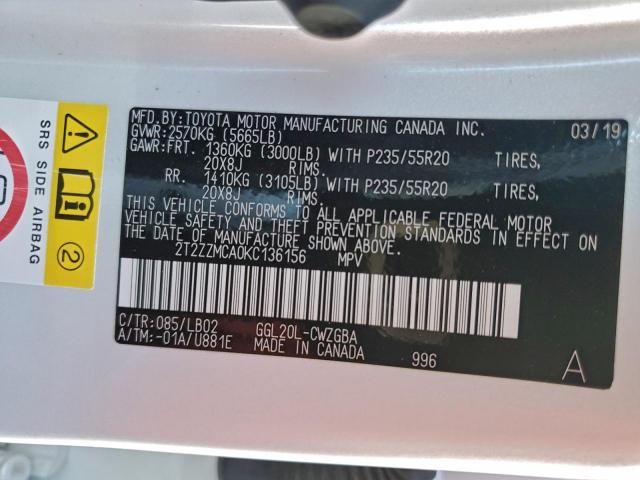 MFD.BY:TOYOTA MOTOR MANUFACTURING CANADA INC. 03/19
GVWR:2570KG (5665LB)
GAWR:FRT. 1360KG (3000LB) WITH P235/55R20 TIRES,
20X8J RIMS.
RR. 1410KG (3105LB) WITH P235/55R20 TIRES,
20X8J RIMS.
THIS VEHICLE CONFORMS TO ALL APPLICABLE FEDERAL MOTOR
VEHICLE SAFETY AND THEFT PREVENTION STANDARDS IN EFFECT ON
THE DATE OF MANUFACTURE SHOWN ABOVE.
2T2ZZMCA0KC136156 MPV
C/TR:085/LB02 GGL20L-CWZGBA
A/TM:-01A/U881E MADE IN CANADA 996 A
SRS SIDE AIRBAG
2